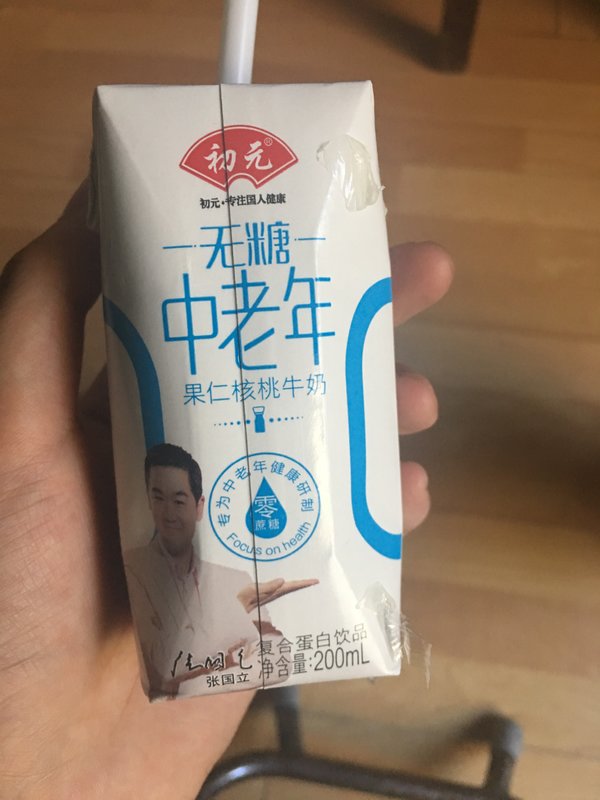 初元®
初元·专注国人健康
无糖
中老年
果仁核桃牛奶
专为中老年健康研制
零
蔗糖
Focus on health
张国立
复合蛋白饮品
净含量:200mL